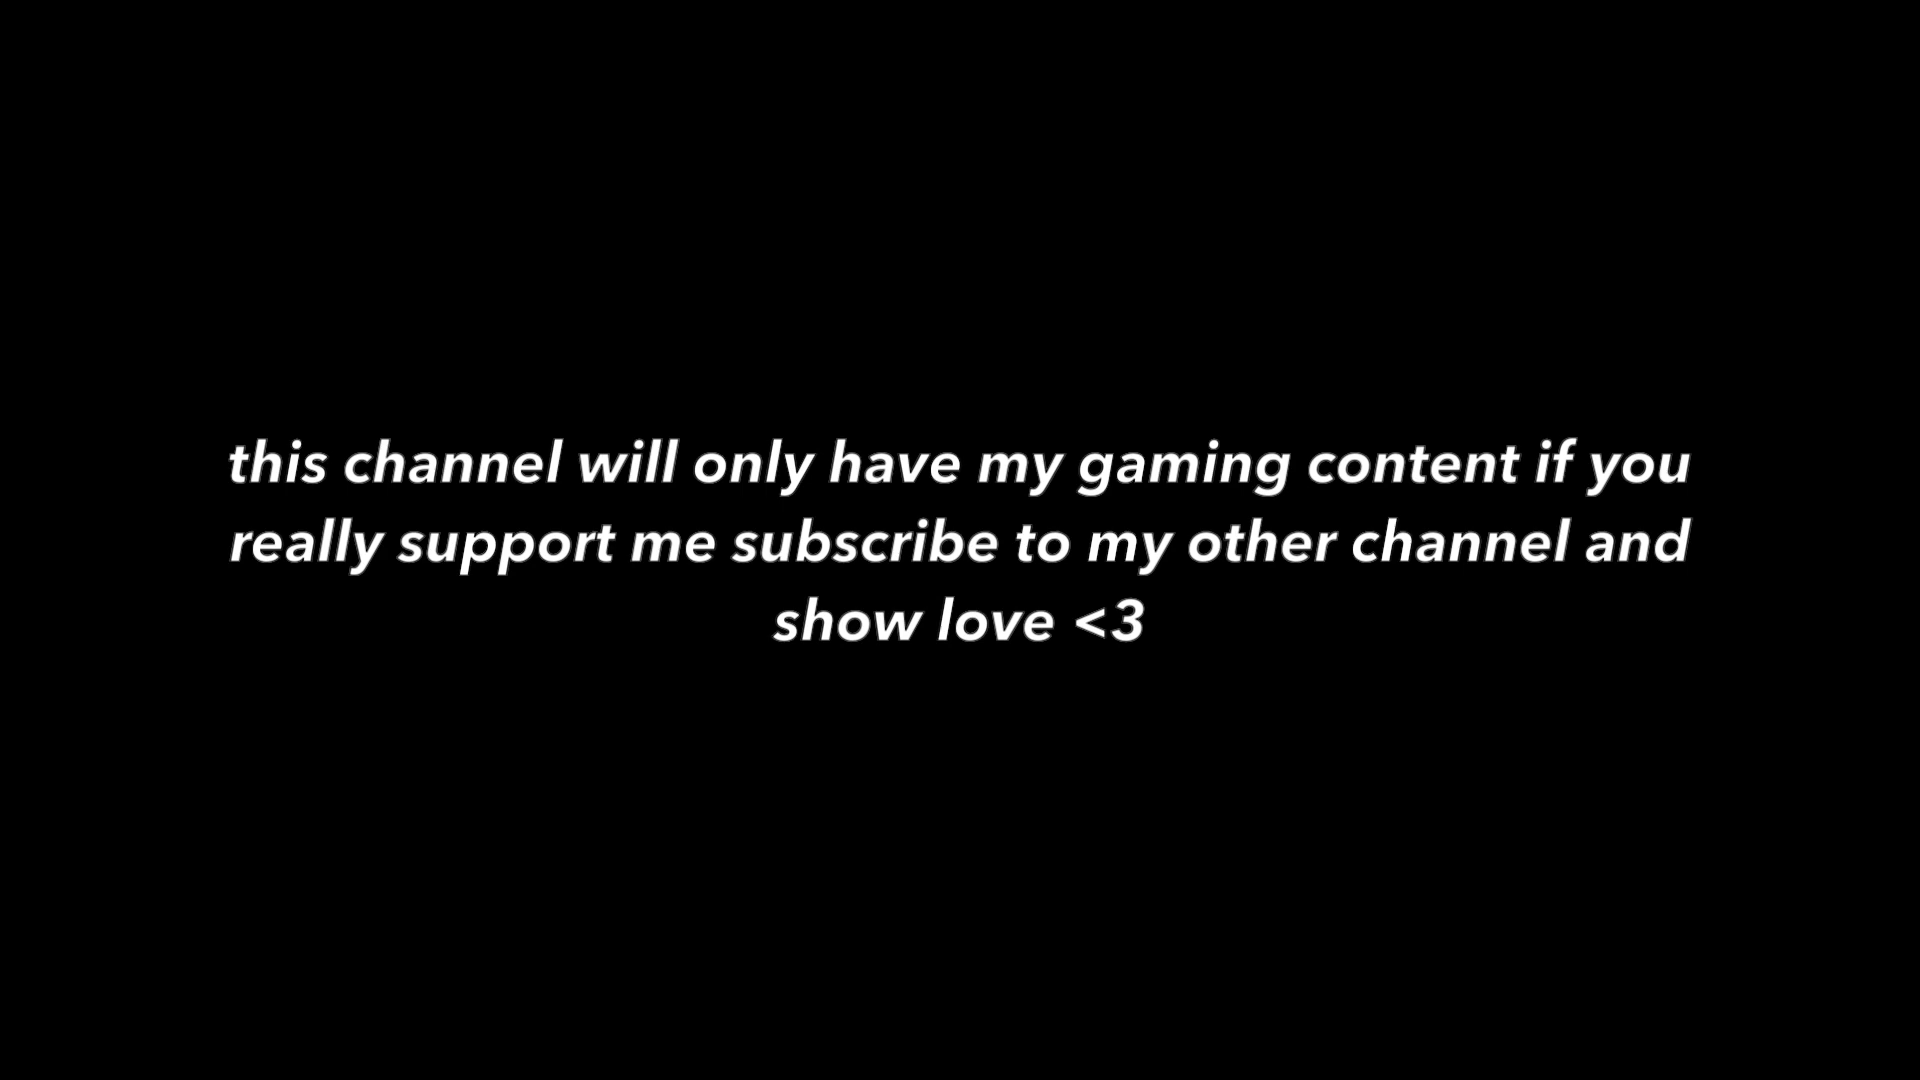 this channel will only have my gaming content if you
really support me subscribe to my other channel and
show love <3